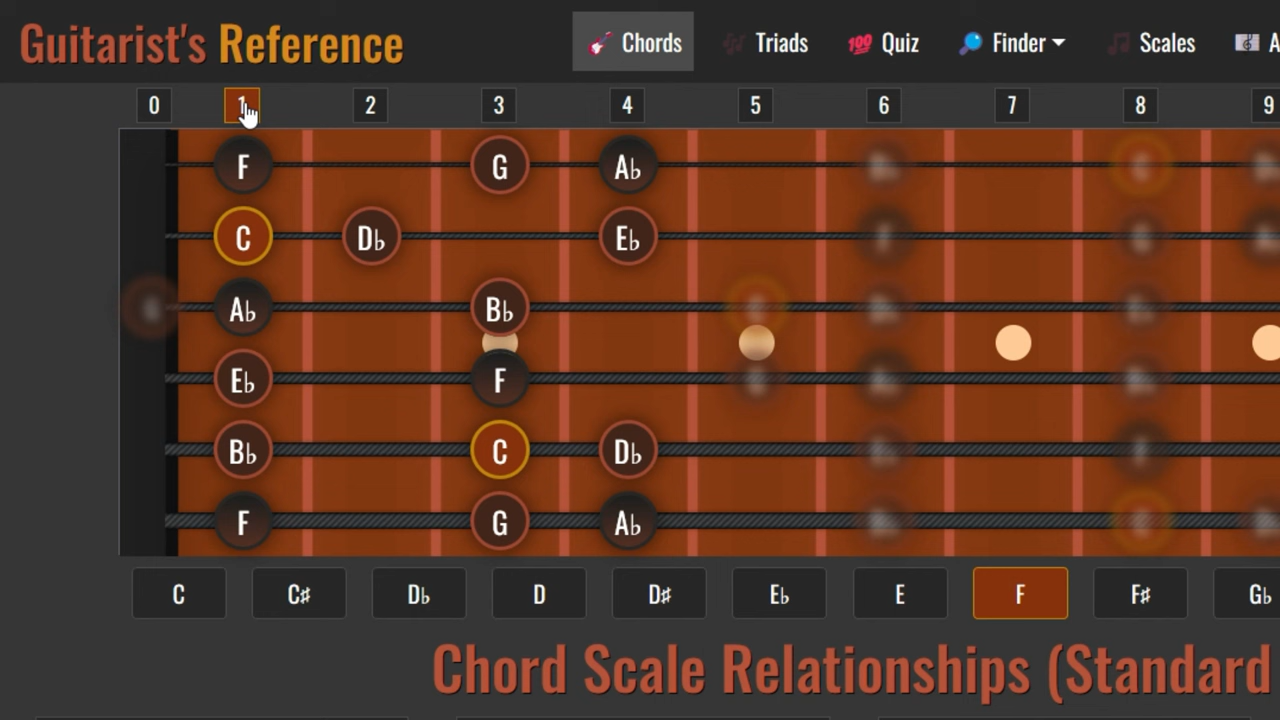 Guitarist's Reference
Chords Triads Quiz Finder Scales
0 1 2 3 4 5 6 7 8 9
F G A♭
C D♭ E♭
A♭ B♭
E♭ F
B♭ C D♭
F G A♭
C C♯ D♭ D D♯ E♭ E F F♯ G♭
Chord Scale Relationships (Standard